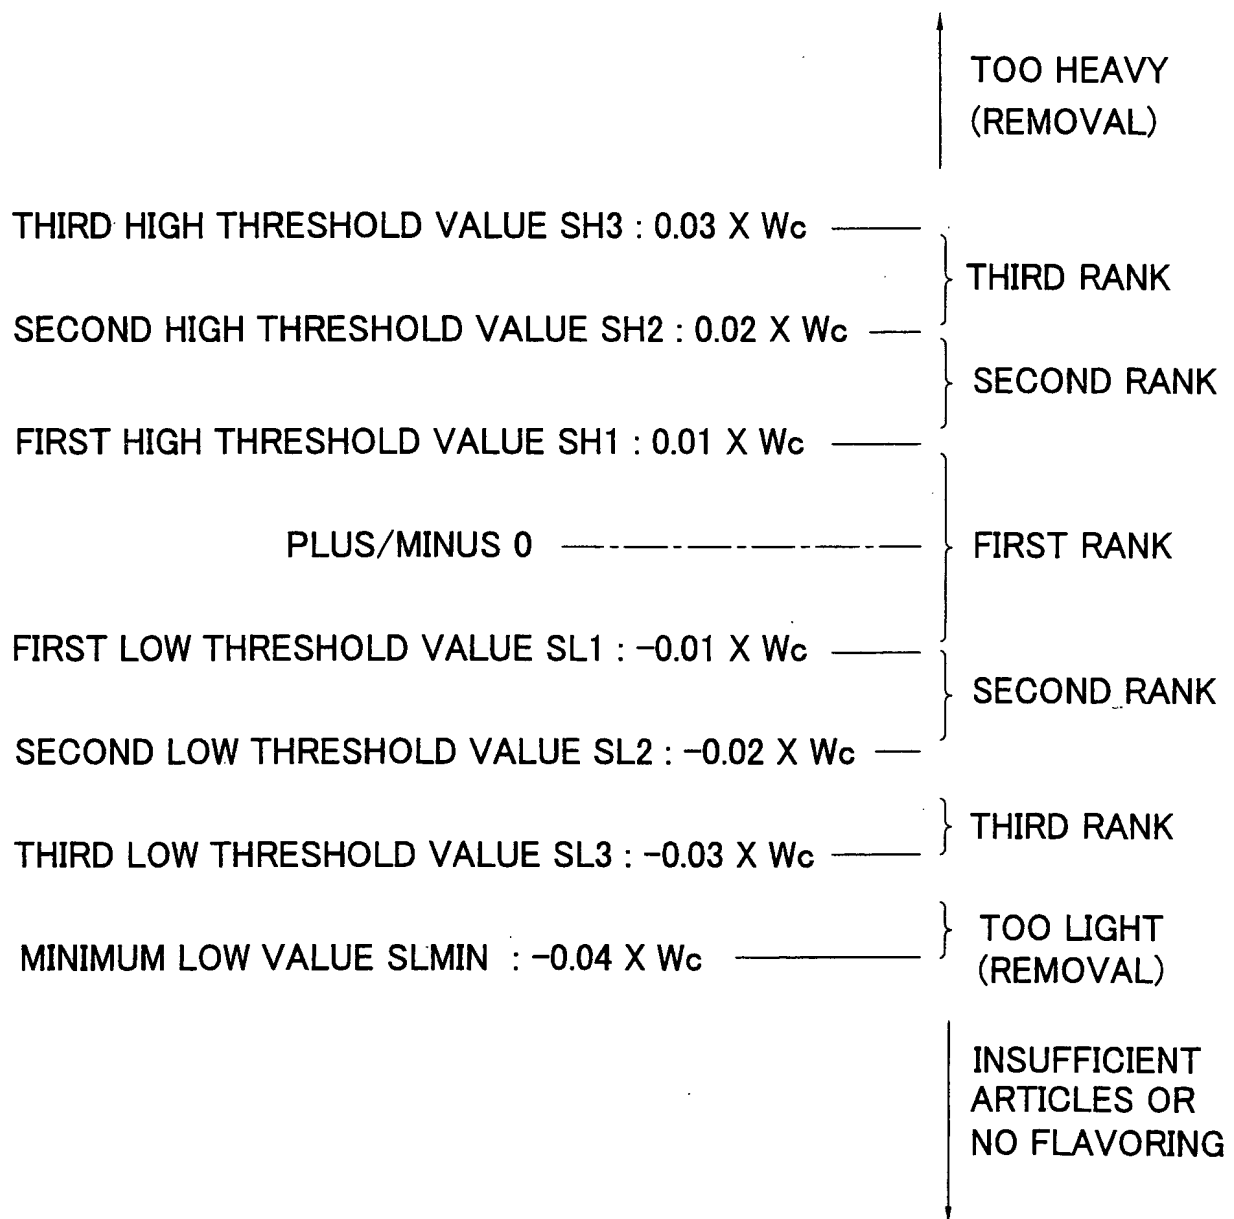 TOO HEAVY
(REMOVAL)
THIRD HIGH THRESHOLD VALUE SH3 : 0.03 X Wc
THIRD RANK
SECOND HIGH THRESHOLD VALUE SH2 : 0.02 X Wc
SECOND RANK
FIRST HIGH THRESHOLD VALUE SH1 : 0.01 X Wc
PLUS/MINUS 0
FIRST RANK
FIRST LOW THRESHOLD VALUE SL1 : -0.01 X Wc
SECOND RANK
SECOND LOW THRESHOLD VALUE SL2 : -0.02 X Wc
THIRD RANK
THIRD LOW THRESHOLD VALUE SL3 : -0.03 X Wc
TOO LIGHT
(REMOVAL)
MINIMUM LOW VALUE SLMIN : -0.04 X Wc
INSUFFICIENT
ARTICLES OR
NO FLAVORING